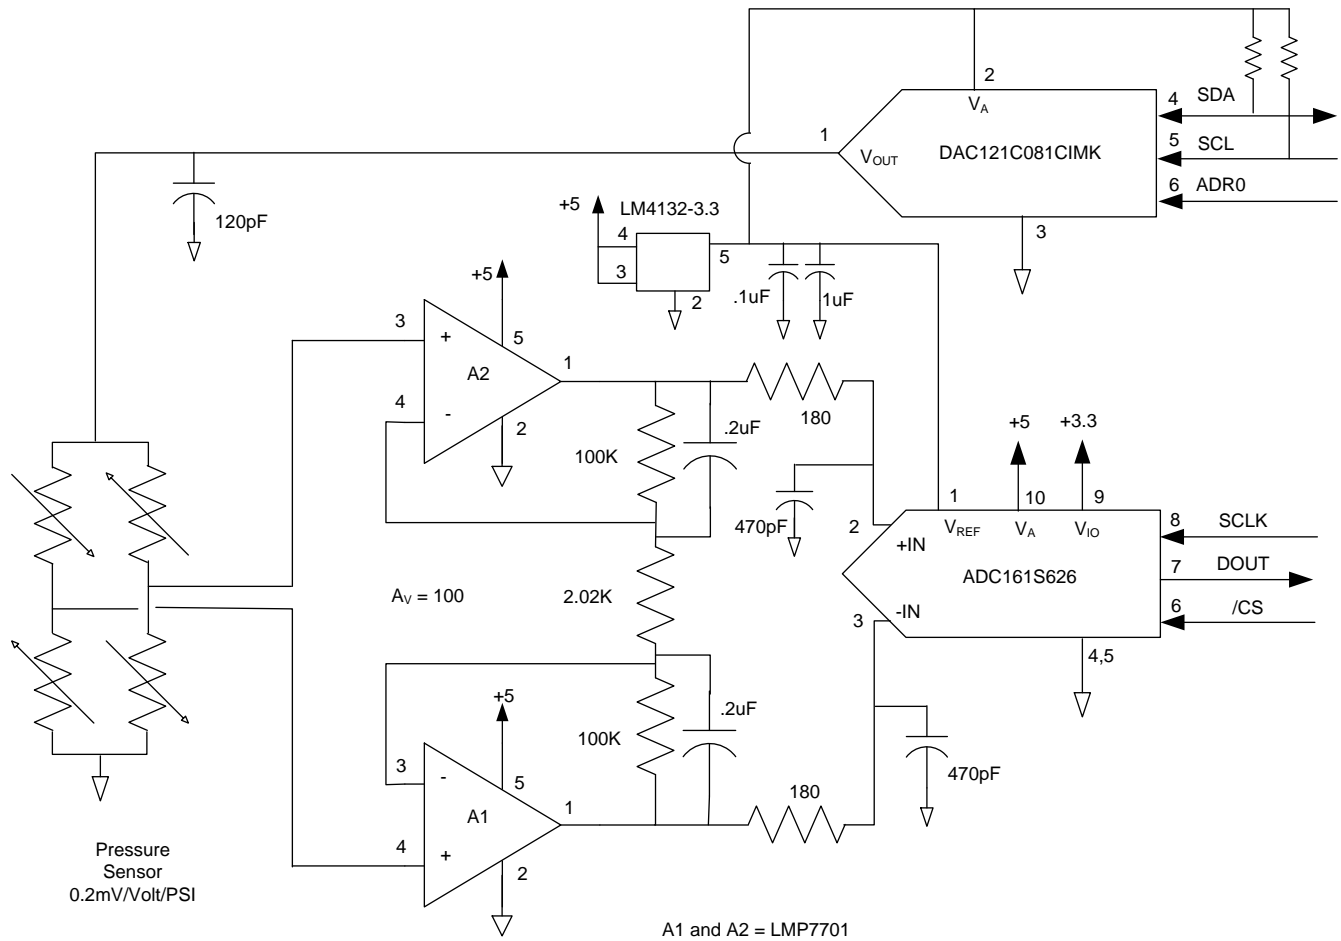 2
V_A
4 SDA
1
V_OUT
DAC121C081CIMK
5 SCL
6 ADR0
3
120pF
+5
LM4132-3.3
4
3
5
2
.1uF
1uF
+5
3
+
5
A2
1
4
-
2
100K
.2uF
180
+5
+3.3
470pF
1
10
9
2
V_REF
V_A
V_IO
+IN
8 SCLK
ADC161S626
7 DOUT
-IN
3
6 /CS
4,5
A_V = 100
2.02K
+5
.2uF
100K
3
-
5
A1
1
180
470pF
4
+
2
Pressure
Sensor
0.2mV/Volt/PSI
A1 and A2 = LMP7701